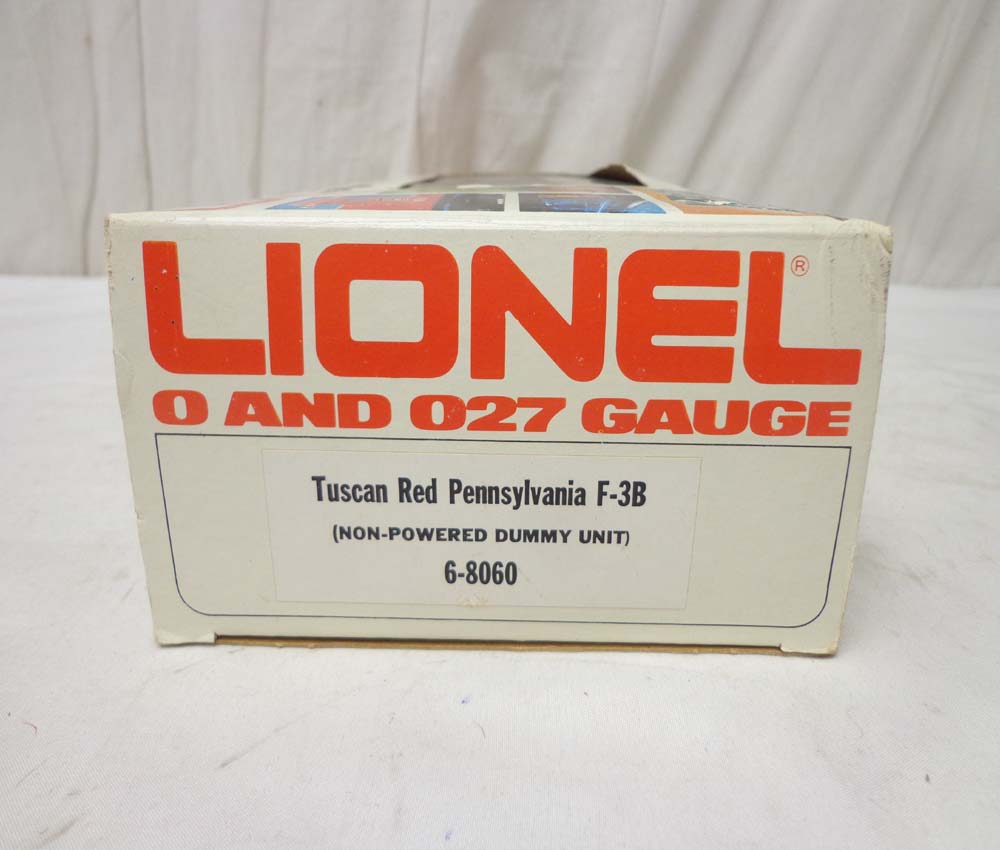 LIONEL®
O AND O27 GAUGE
Tuscan Red Pennsylvania F-3B
(NON-POWERED DUMMY UNIT)
6-8060